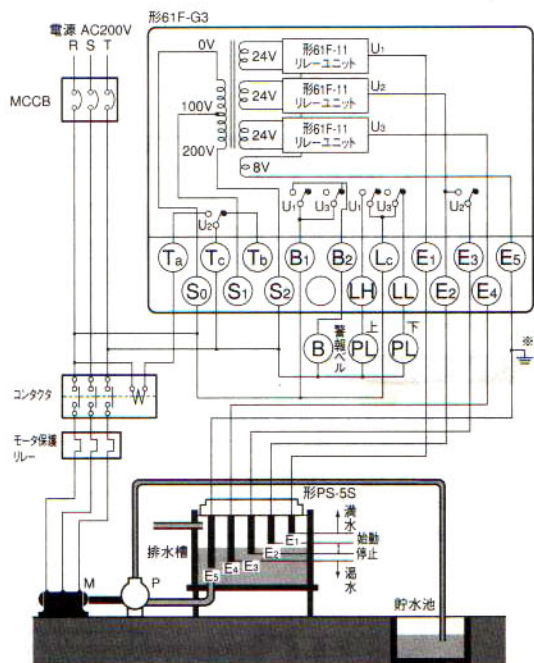 形61F-G3
電源 AC200V
R S T
MCCB
0V
100V
200V
24V
形61F-11
リレーユニット
U1
24V
形61F-11
リレーユニット
U2
24V
形61F-11
リレーユニット
U3
8V
U2
U1
U3
U1
U3
U2
Ta
Tc
Tb
B1
B2
Lc
E1
E3
E5
S0
S1
S2
LH
LL
E2
E4
B
警報ベル
PL
上
PL
下
※
コンタクタ
モータ保護
リレー
形PS-5S
排水槽
満水
始動
停止
渇水
E1
E2
E3
E4
E5
M
P
貯水池